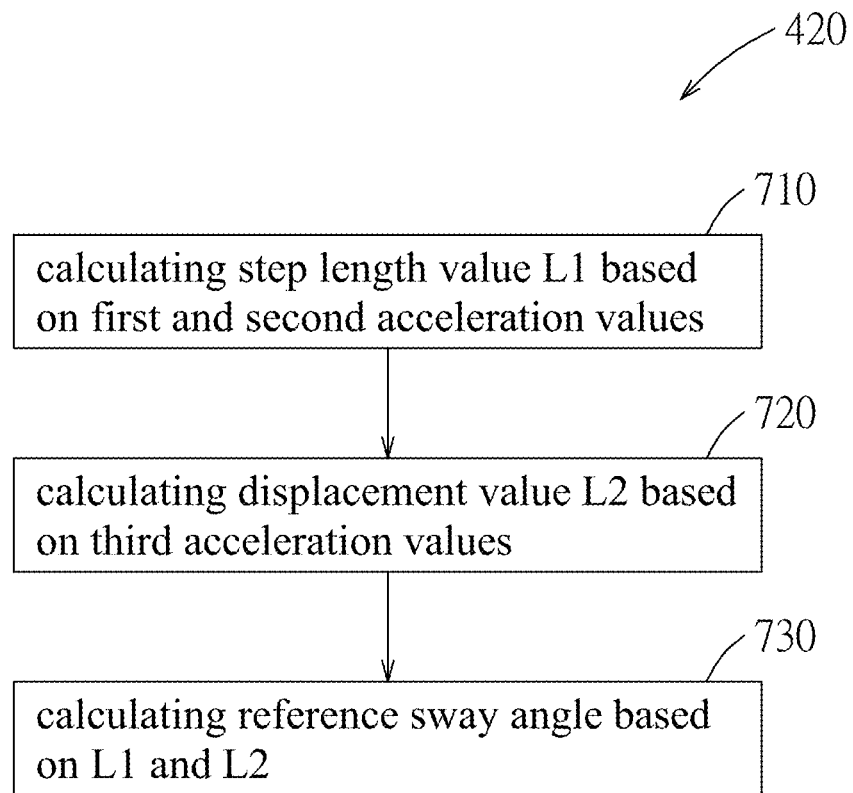 420
710
calculating step length value L1 based
on first and second acceleration values
720
calculating displacement value L2 based
on third acceleration values
730
calculating reference sway angle based
on L1 and L2